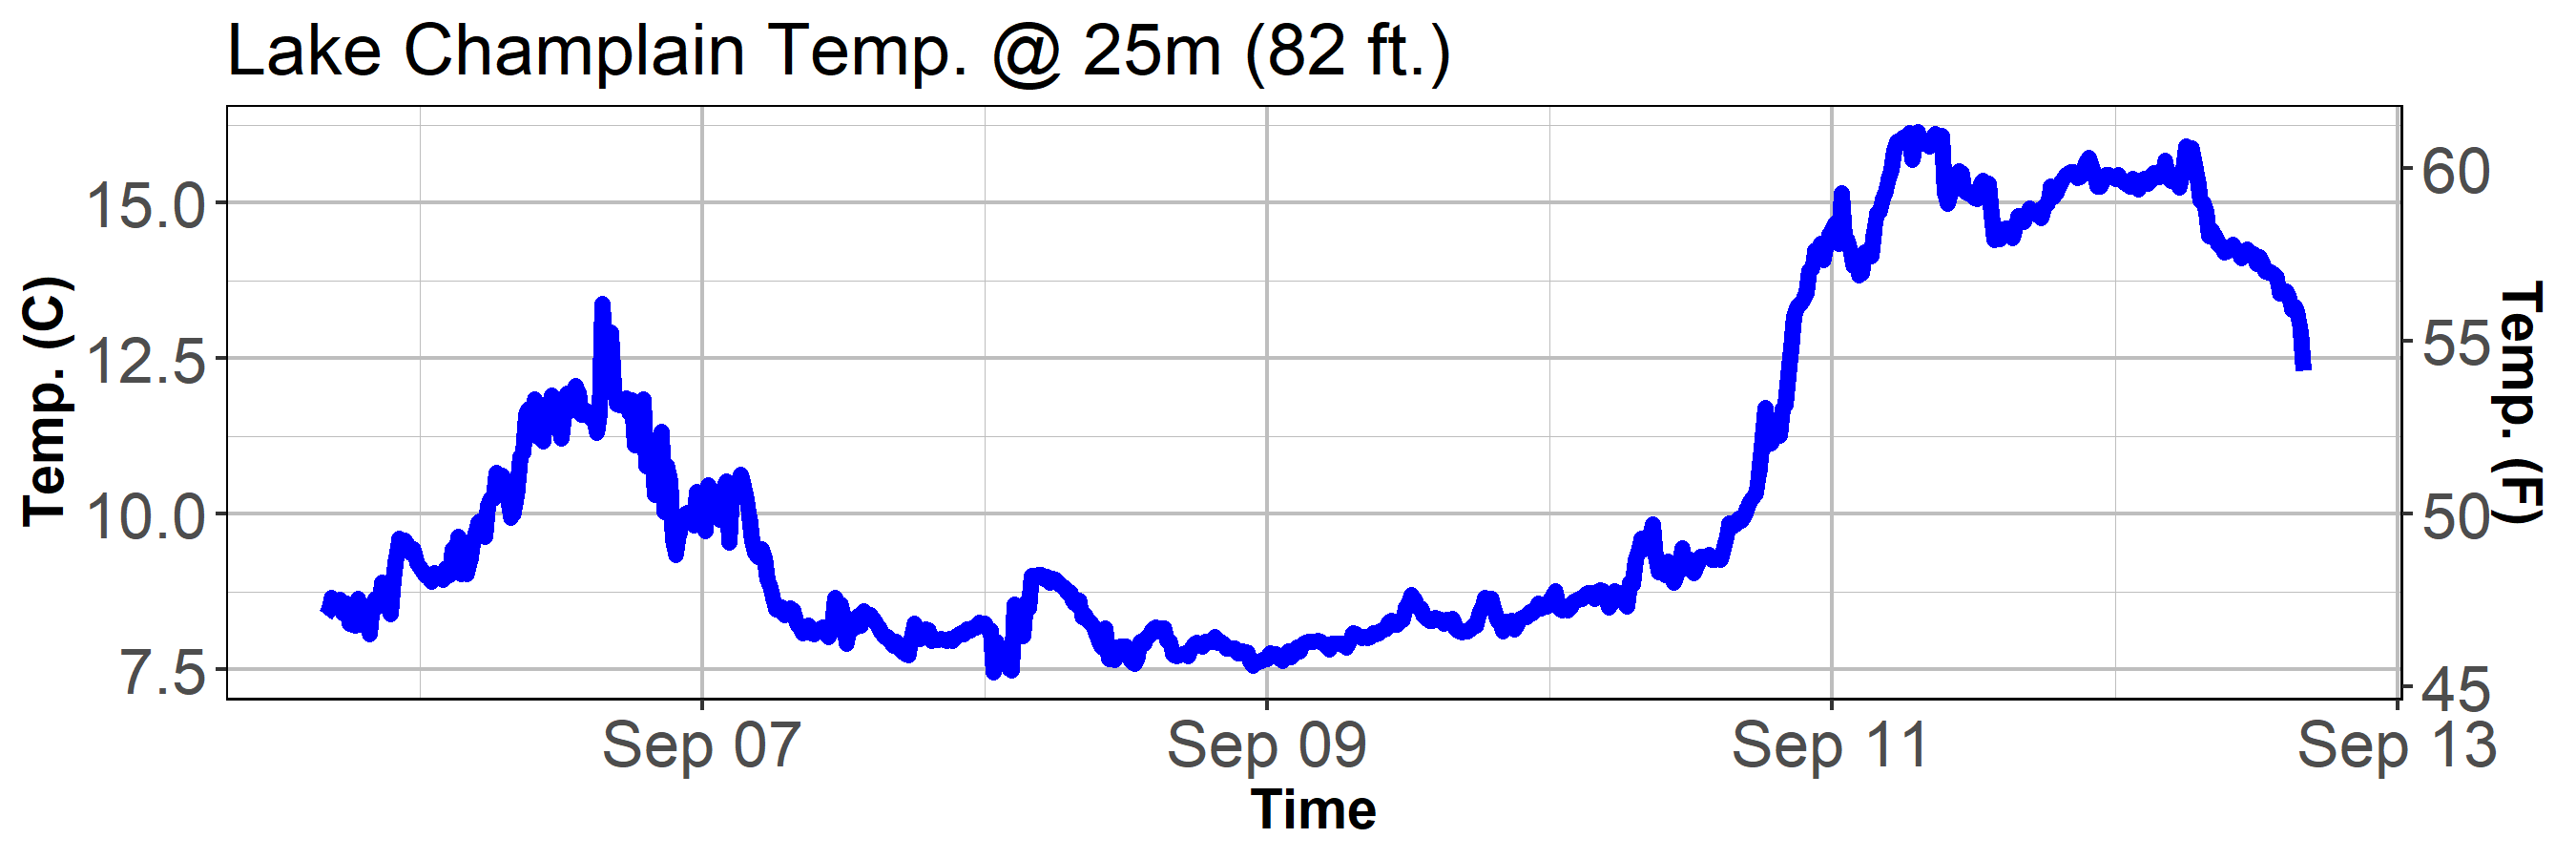 Lake Champlain Temp. @ 25m (82 ft.)
Temp. (C)
15.0
12.5
10.0
7.5
60
55
50
45
Temp. (F)
Sep 07 Sep 09 Sep 11 Sep 13
Time